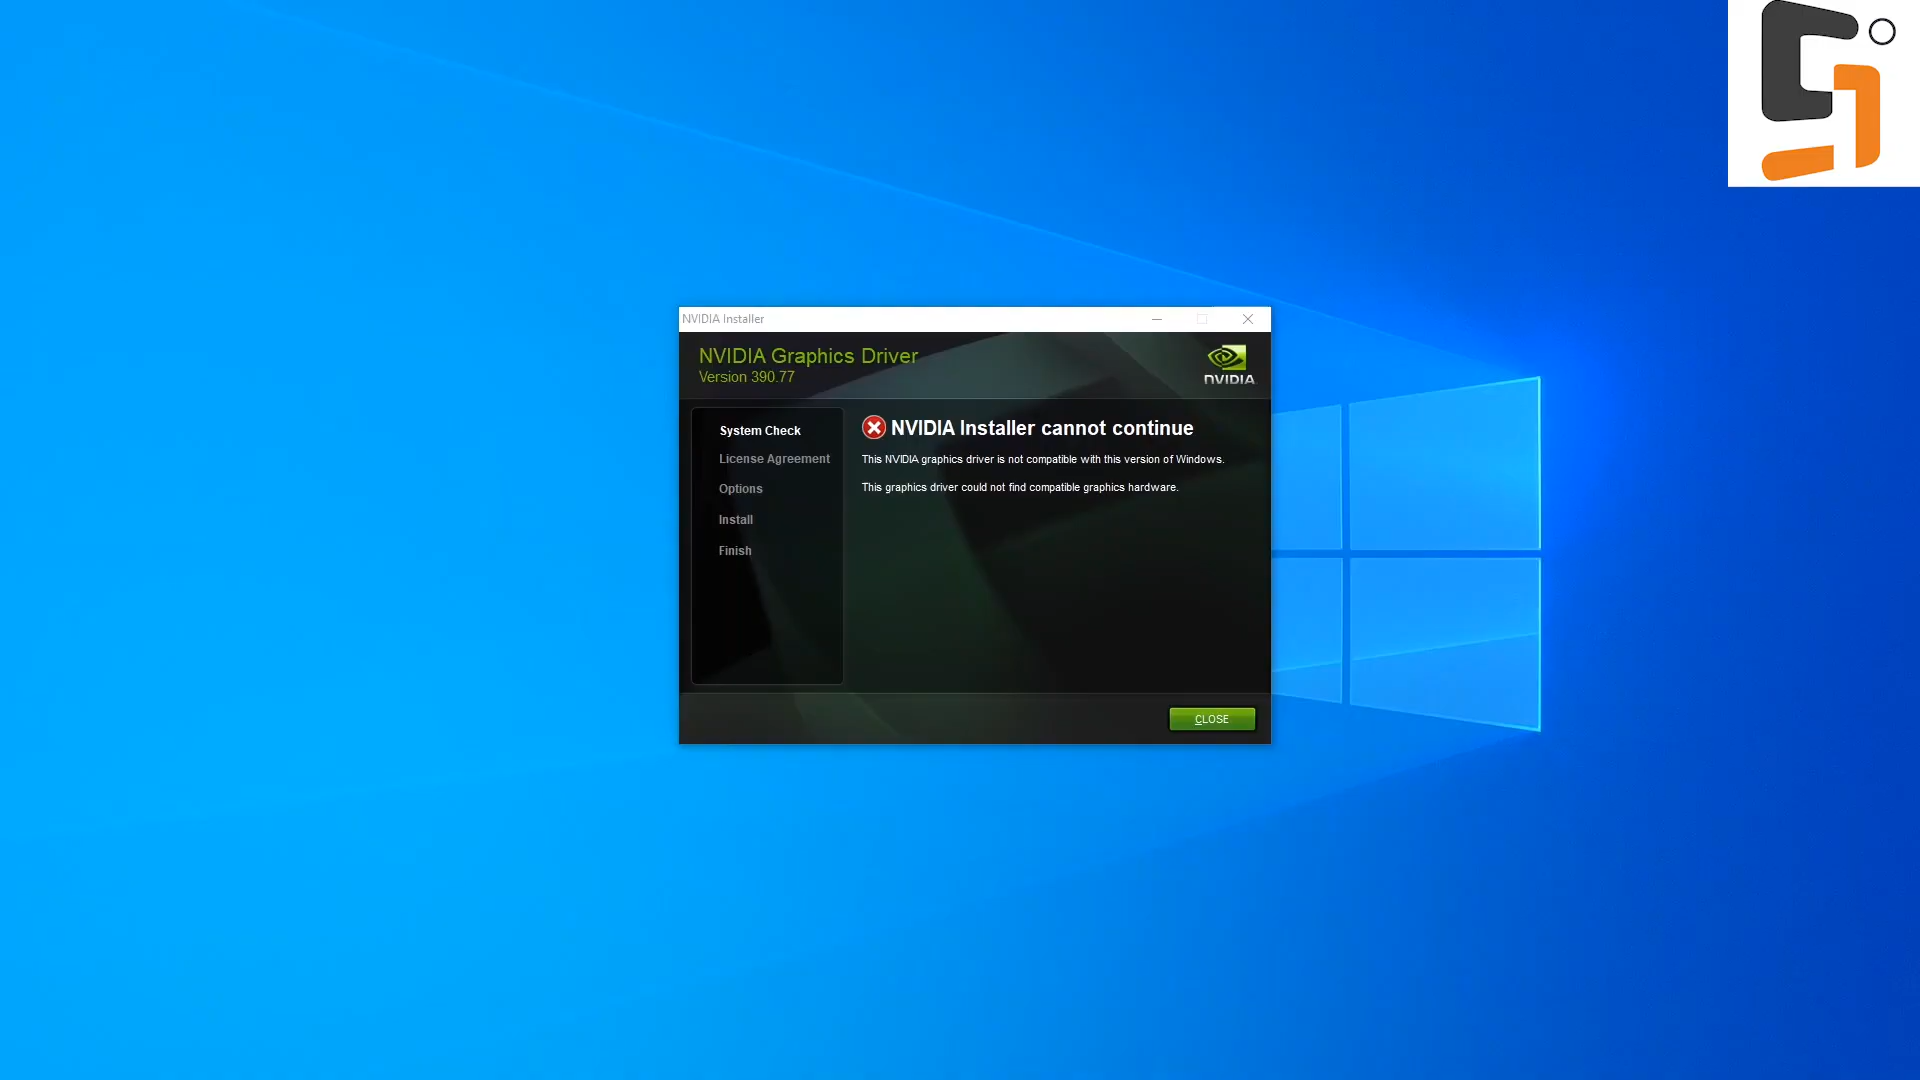 NVIDIA Installer
NVIDIA Graphics Driver
Version 390.77
NVIDIA.
System Check
License Agreement
Options
Install
Finish
NVIDIA Installer cannot continue
This NVIDIA graphics driver is not compatible with this version of Windows.
This graphics driver could not find compatible graphics hardware.
CLOSE